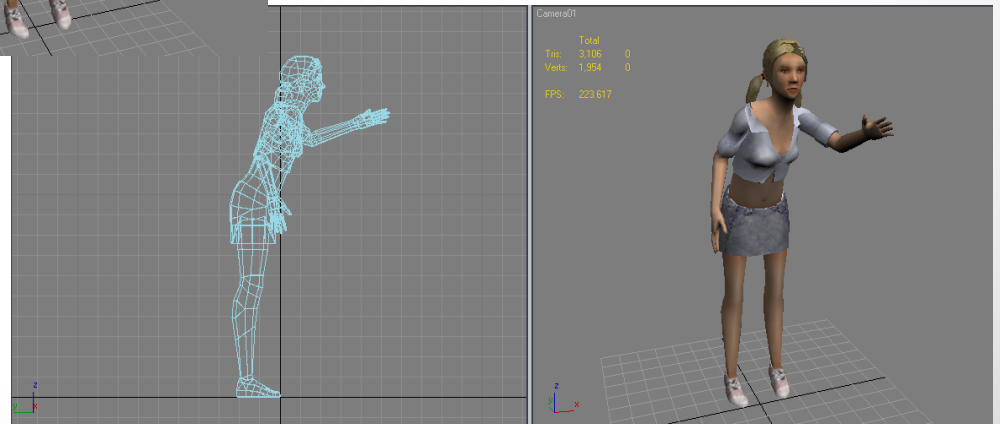 Camera01
Total
Tris: 3,106 0
Verts: 1,954 0
FPS: 223.617
z
y x
z
y x